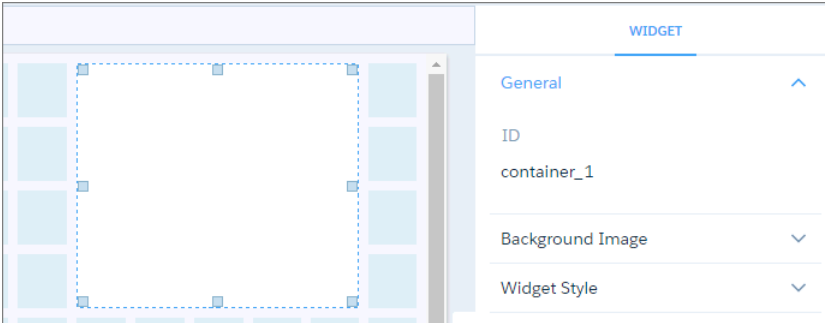 WIDGET
General
ID
container_1
Background Image
Widget Style